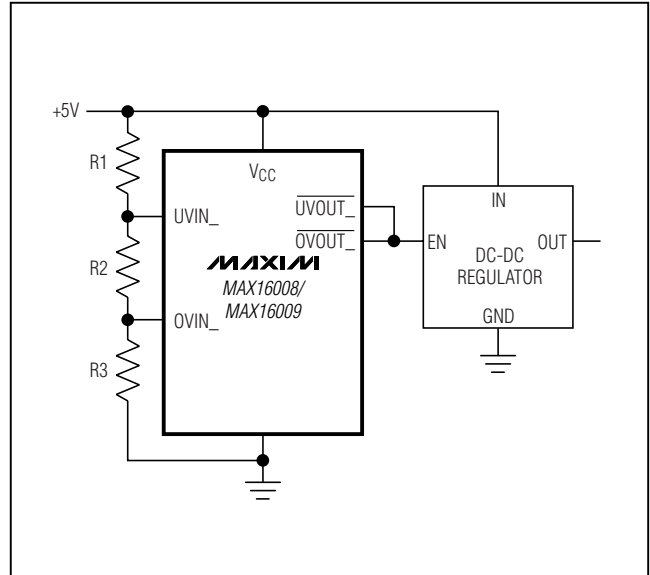 +5V
R1
R2
R3
VCC
UVIN_
OVIN_
UVOUT_
OVOUT_
MAXIM
MAX16008/
MAX16009
IN
EN
OUT
DC-DC
REGULATOR
GND